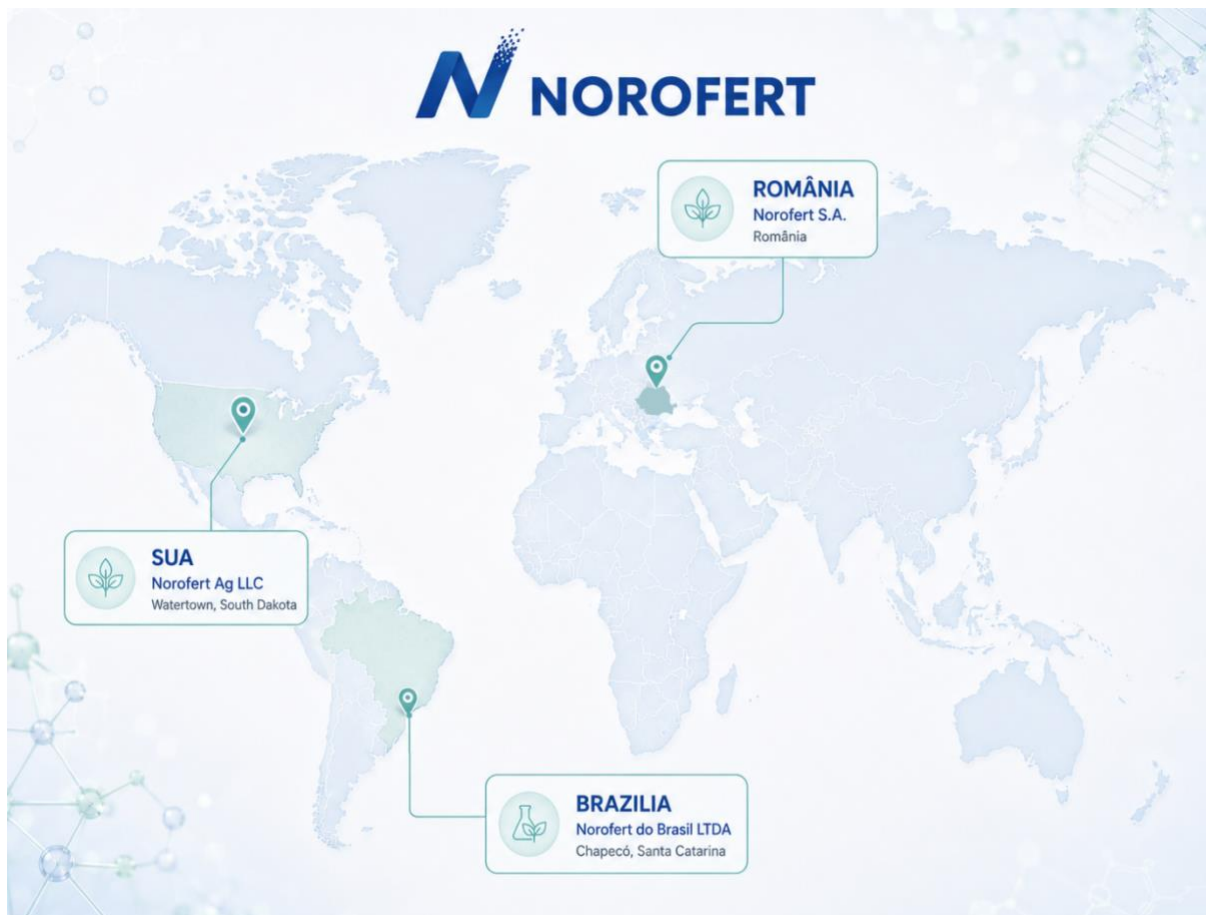 NOROFERT
ROMÂNIA
Norofert S.A.
România
SUA
Norofert Ag LLC
Watertown, South Dakota
BRAZILIA
Norofert do Brasil LTDA
Chapecó, Santa Catarina